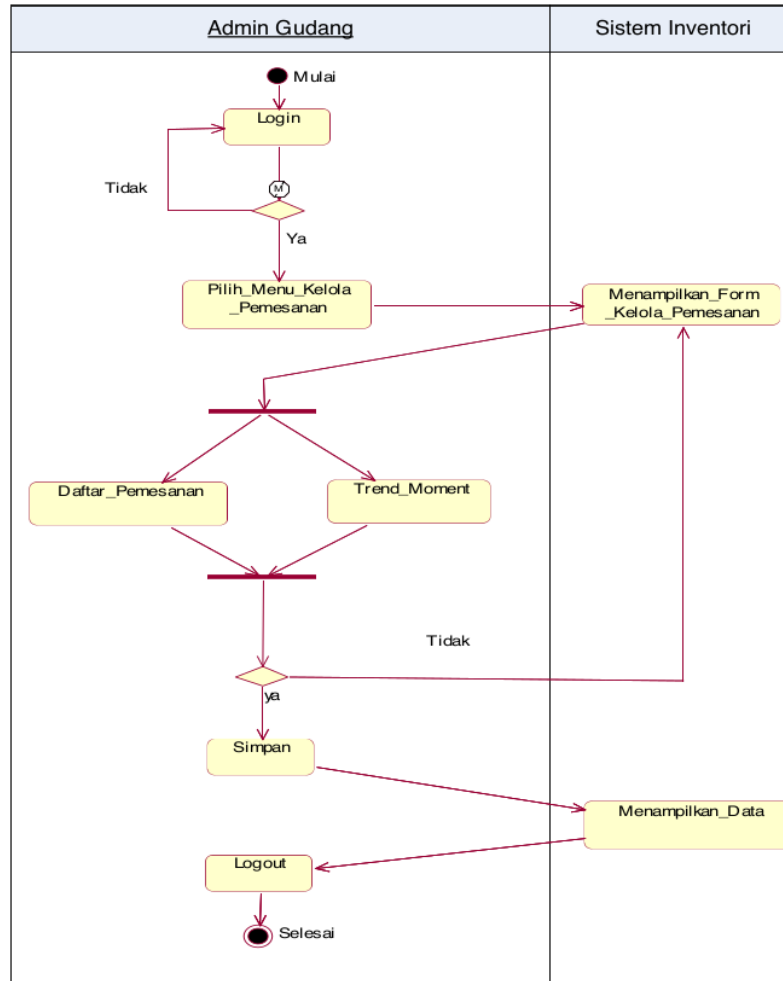 Admin Gudang
Sistem Inventori
Mulai
Login
M
Tidak
Ya
Pilih_Menu_Kelola
_Pemesanan
Menampilkan_Form
_Kelola_Pemesanan
Daftar_Pemesanan
Trend_Moment
Tidak
ya
Simpan
Menampilkan_Data
Logout
Selesai